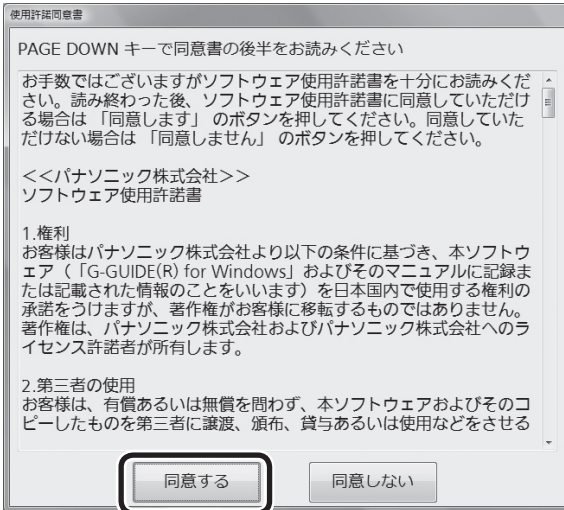 使用許諾同意書
PAGE DOWN キーで同意書の後半をお読みください
お手数ではございますがソフトウェア使用許諾書を十分にお読みくだ
さい。読み終わった後、ソフトウェア使用許諾書に同意していただけ
る場合は 「同意します」 のボタンを押してください。同意していた
だけない場合は 「同意しません」 のボタンを押してください。
<<パナソニック株式会社>>
ソフトウェア使用許諾書
1.権利
お客様はパナソニック株式会社より以下の条件に基づき、本ソフトウ
ェア（「G-GUIDE(R) for Windows」およびそのマニュアルに記録ま
たは記載された情報のことをいいます）を日本国内で使用する権利の
承諾をうけますが、著作権がお客様に移転するものではありません。
著作権は、パナソニック株式会社およびパナソニック株式会社へのラ
イセンス許諾者が所有します。
2.第三者の使用
お客様は、有償あるいは無償を問わず、本ソフトウェアおよびそのコ
ピーしたものを第三者に譲渡、頒布、貸与あるいは使用などをさせる
同意する
同意しない